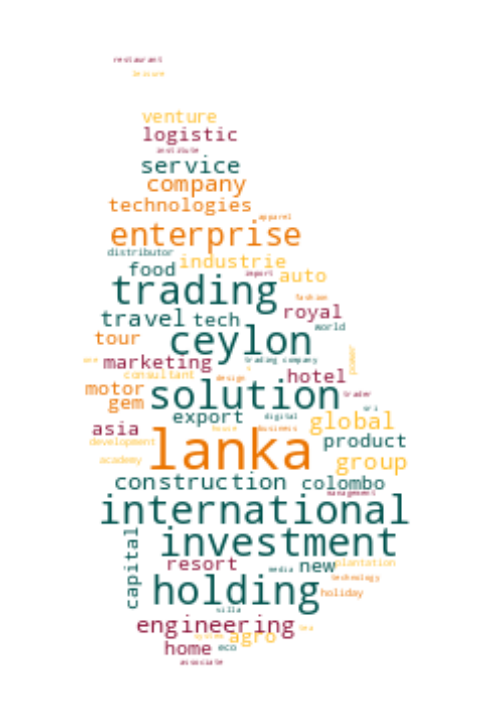 restaurant
leisure
venture
logistic
institute
service
company
technologies
apparel
enterprise
distributor
industrie
food
import
auto
trading
fashion
royal
travel tech
world
tour
ceylon
trading company
power
marketing
consultant
design
hotel
motor
gem
solution
trader
sri
export
digital
global
asia
house
business
lanka
product
development
academy
group
construction
colombo
management
international
investment
capital
resort
media
new
plantation
technology
holding
holiday
villa
engineering
tea
system
agro
home
eco
associate